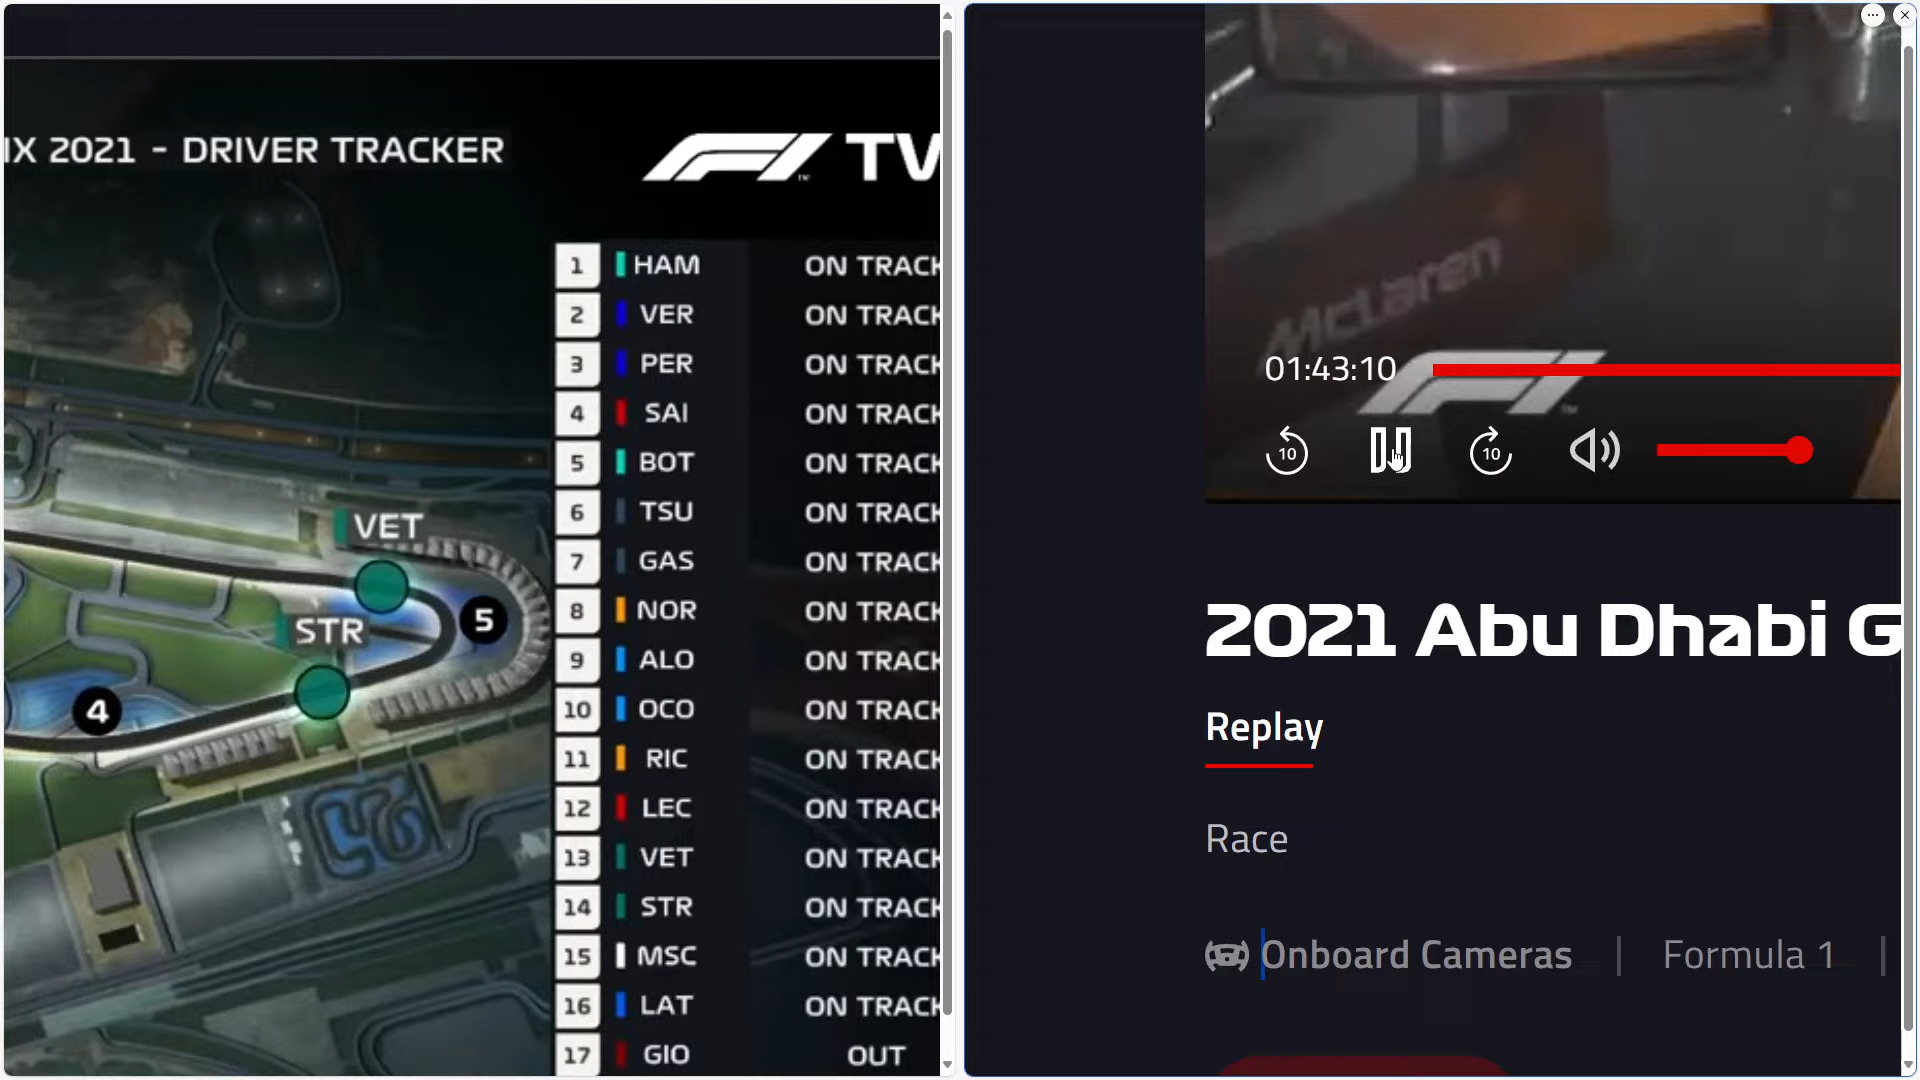 IX 2021 - DRIVER TRACKER
F1 TV
1 HAM ON TRACK
2 VER ON TRACK
3 PER ON TRACK
4 SAI ON TRACK
5 BOT ON TRACK
6 TSU ON TRACK
7 GAS ON TRACK
8 NOR ON TRACK
9 ALO ON TRACK
10 OCO ON TRACK
11 RIC ON TRACK
12 LEC ON TRACK
13 VET ON TRACK
14 STR ON TRACK
15 MSC ON TRACK
16 LAT ON TRACK
17 GIO OUT
VET
5
STR
4
McLaren
01:43:10
F1
10
10
2021 Abu Dhabi G
Replay
Race
Onboard Cameras | Formula 1 |